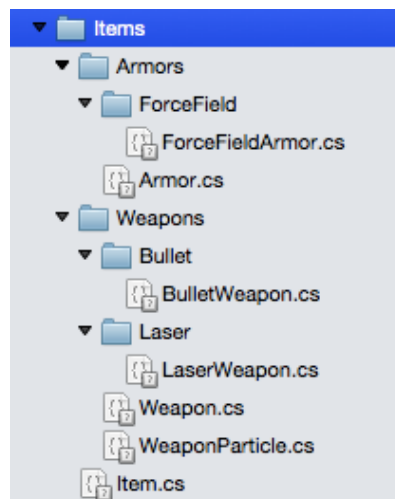 Items
Armors
ForceField
ForceFieldArmor.cs
Armor.cs
Weapons
Bullet
BulletWeapon.cs
Laser
LaserWeapon.cs
Weapon.cs
WeaponParticle.cs
Item.cs